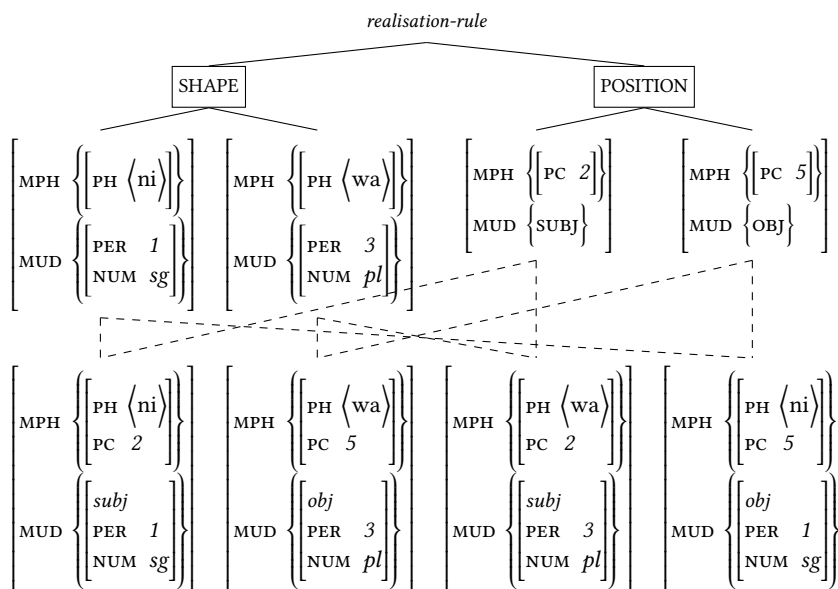 realisation-rule
SHAPE POSITION
MPH {[PH ⟨ni⟩]} MPH {[PH ⟨wa⟩]} MPH {[PC 2]} MPH {[PC 5]}
MUD {SUBJ} MUD {OBJ}
MUD {[PER 1 NUM sg]} MUD {[PER 3 NUM pl]}
MPH {[PH ⟨ni⟩ PC 2]} MPH {[PH ⟨wa⟩ PC 5]} MPH {[PH ⟨wa⟩ PC 2]} MPH {[PH ⟨ni⟩ PC 5]}
MUD {[subj PER 1 NUM sg]} MUD {[obj PER 3 NUM pl]} MUD {[subj PER 3 NUM pl]} MUD {[obj PER 1 NUM sg]}